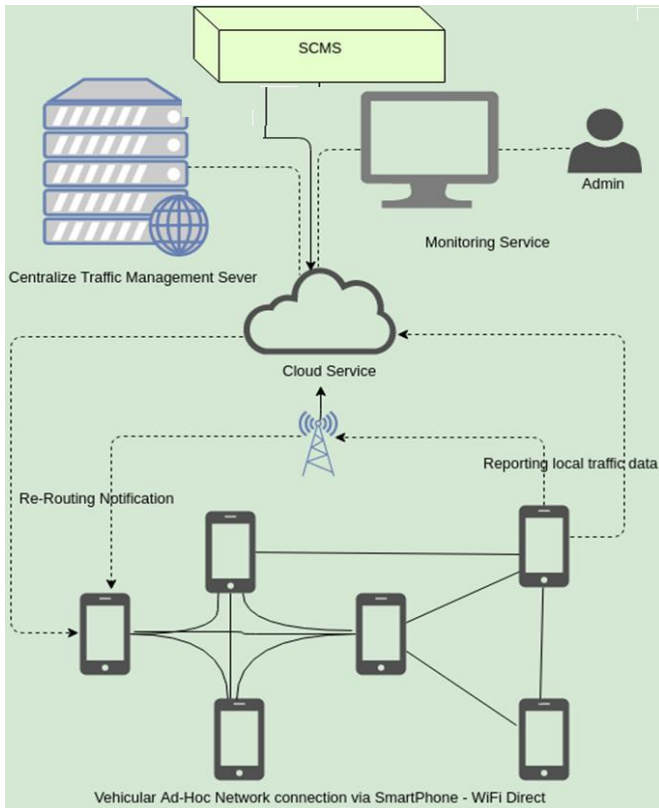 SCMS
Admin
Monitoring Service
Centralize Traffic Management Sever
Cloud Service
Reporting local traffic data
Re-Routing Notification
Vehicular Ad-Hoc Network connection via SmartPhone - WiFi Direct